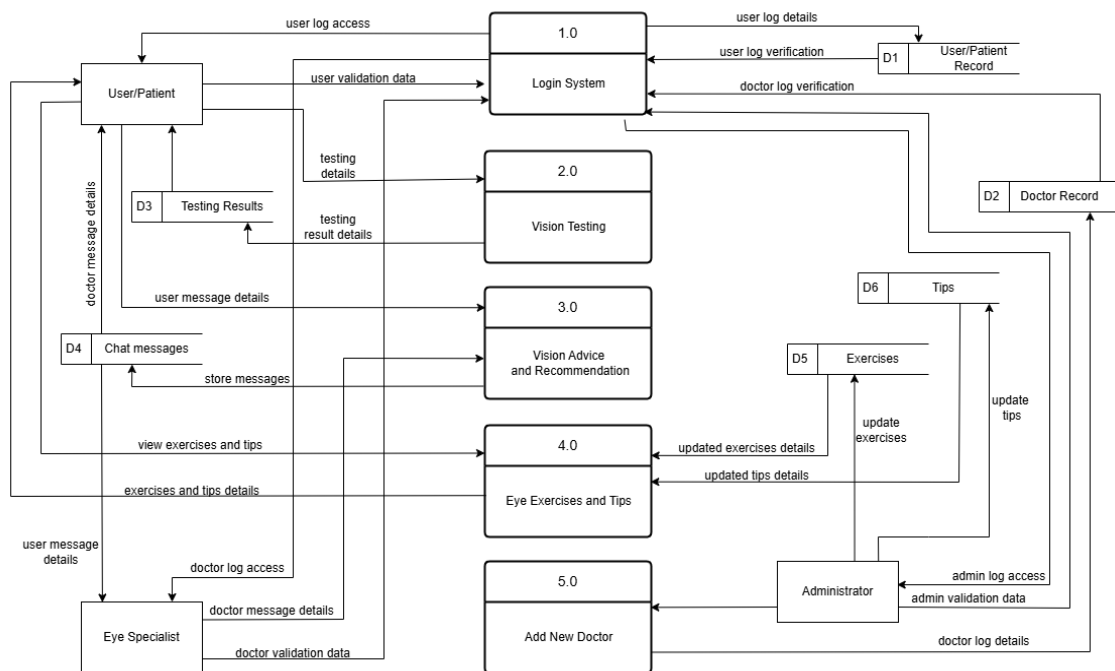 user log access
1.0
user log details
D1
User/Patient
Record
user log verification
User/Patient
user validation data
Login System
doctor log verification
testing
details
2.0
D3
Testing Results
D2
Doctor Record
testing
result details
Vision Testing
doctor message details
user message details
3.0
D6
Tips
D4
Chat messages
Vision Advice
and Recommendation
D5
Exercises
store messages
update
tips
update
exercises
view exercises and tips
4.0
updated exercises details
updated tips details
exercises and tips details
Eye Exercises and Tips
user message
details
doctor log access
5.0
admin log access
Administrator
admin validation data
doctor message details
Eye Specialist
Add New Doctor
doctor log details
doctor validation data